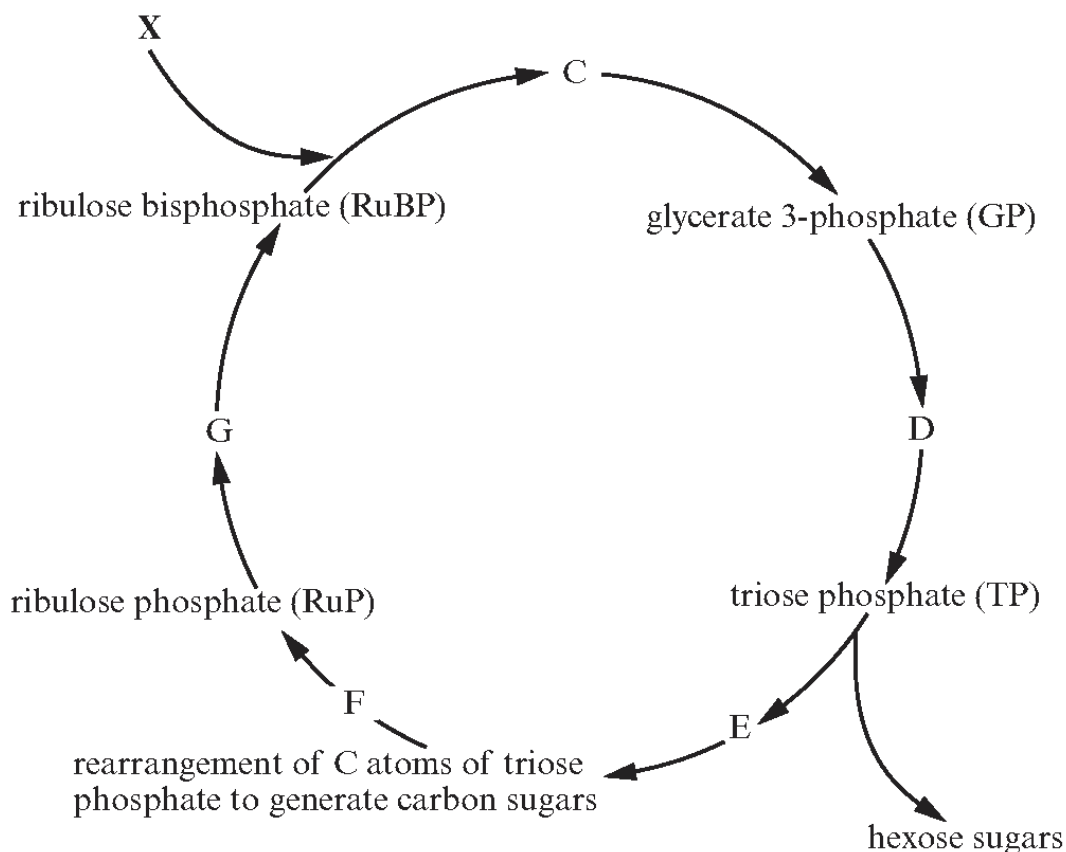 X
C
ribulose bisphosphate (RuBP)
glycerate 3-phosphate (GP)
G
D
ribulose phosphate (RuP)
triose phosphate (TP)
F
E
rearrangement of C atoms of triose
phosphate to generate carbon sugars
hexose sugars